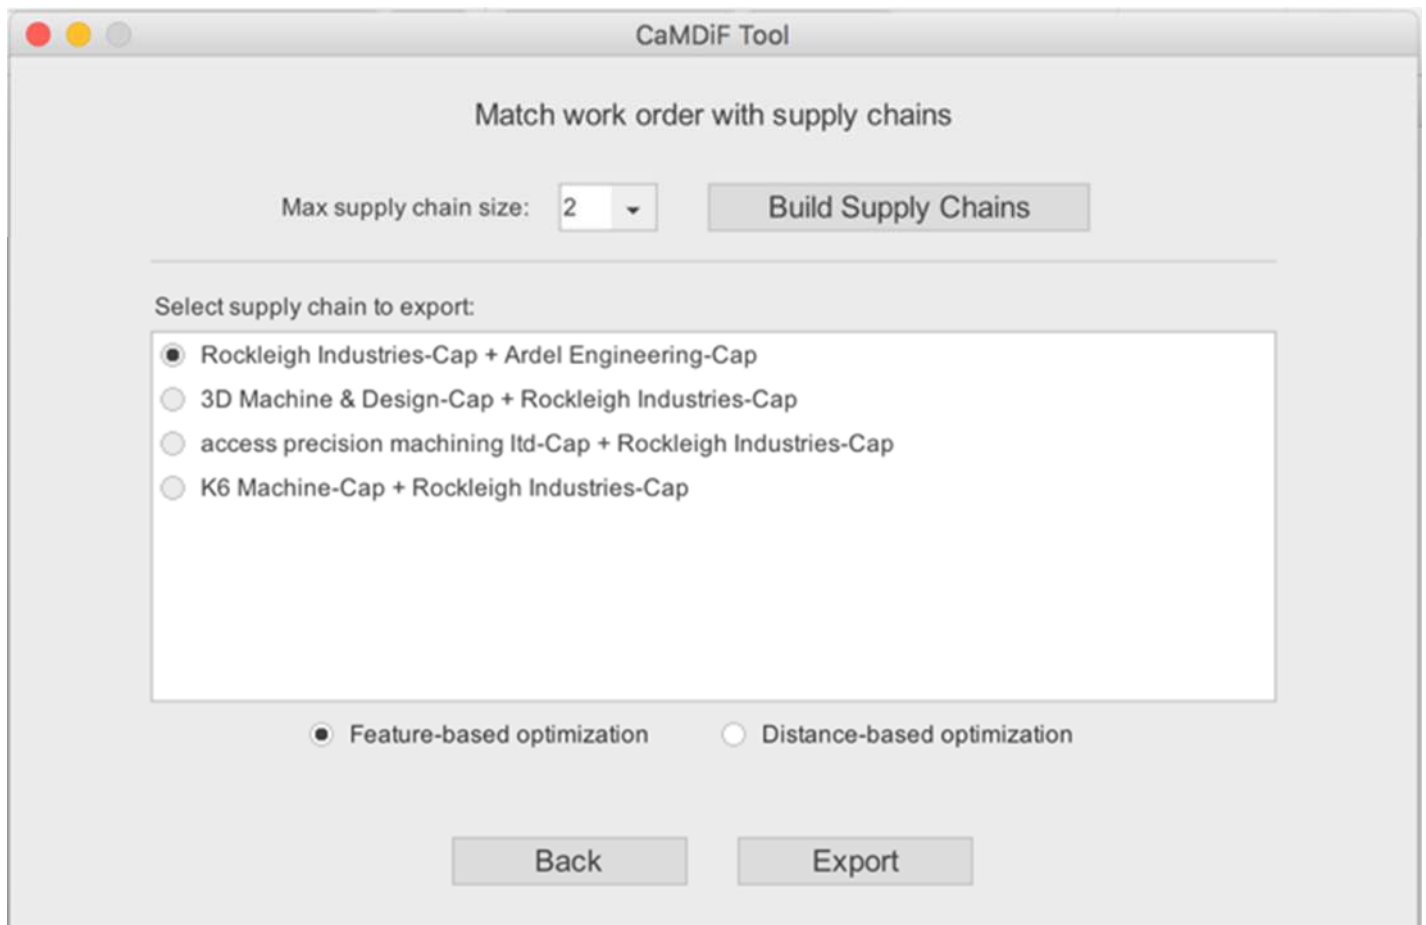 CaMDiF Tool
Match work order with supply chains
Max supply chain size: 2 Build Supply Chains
Select supply chain to export:
Rockleigh Industries-Cap + Ardel Engineering-Cap
3D Machine & Design-Cap + Rockleigh Industries-Cap
access precision machining ltd-Cap + Rockleigh Industries-Cap
K6 Machine-Cap + Rockleigh Industries-Cap
Feature-based optimization Distance-based optimization
Back Export